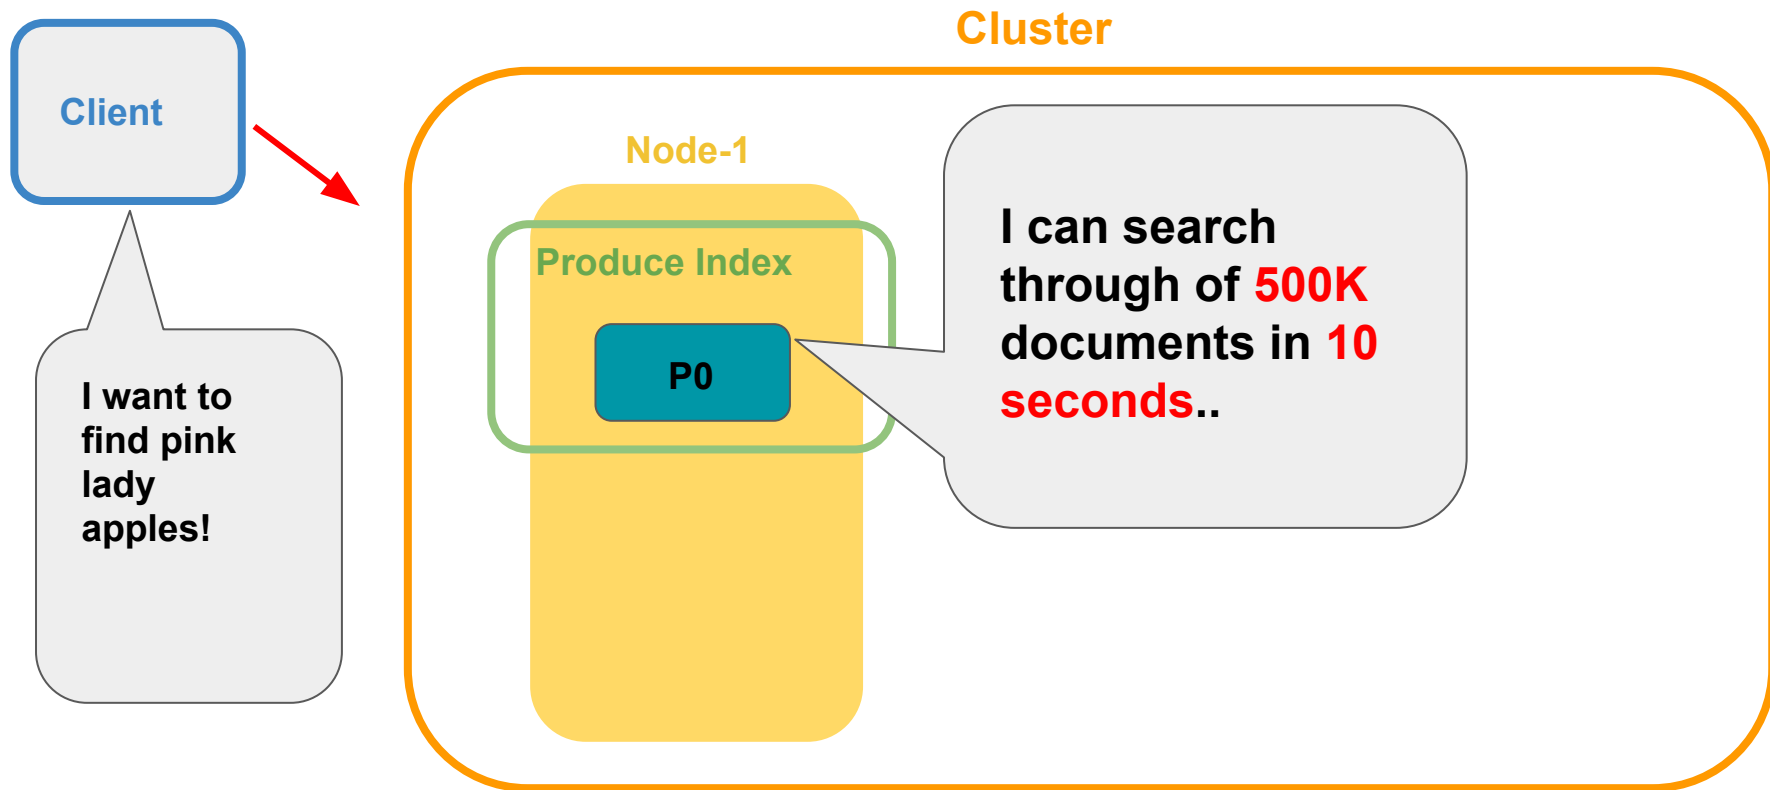 Cluster
Client
Node-1
Produce Index
P0
I can search
through of 500K
documents in 10
seconds..
I want to
find pink
lady
apples!